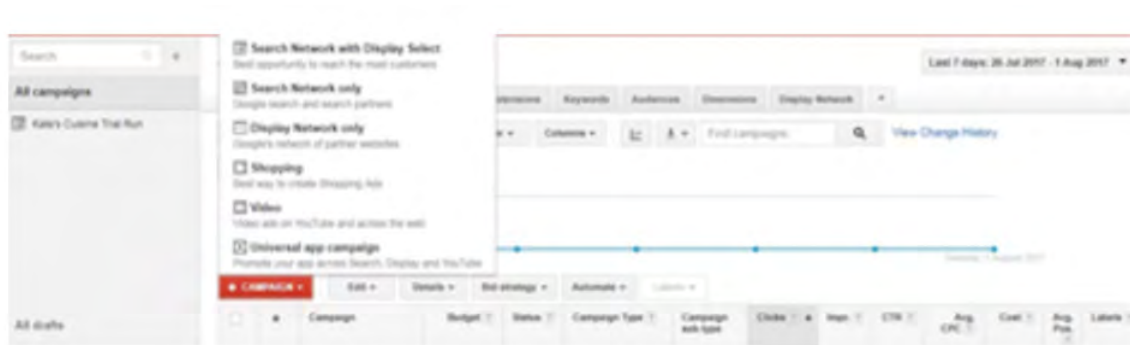 Search
All campaigns
Kate's Cuisine Trial Run
All drafts
Search Network with Display Select
Best opportunity to reach the most customers
Search Network only
Google search and search partners
Display Network only
Google's network of partner websites
Shopping
Best way to create Shopping Ads
Video
Video ads on YouTube and across the web
Universal app campaign
Promote your app across Search, Display and YouTube
Last 7 days: 26 Jul 2017 - 1 Aug 2017
Keywords Audiences Dimensions Display Network
Columns Find campaigns View Change History
CAMPAIGN Edit Details Bid strategy Automate Labels
Campaign Budget Status Campaign Type Campaign sub type Clicks Impr. CTR Avg. CPC Cost Avg. Pos. Labels